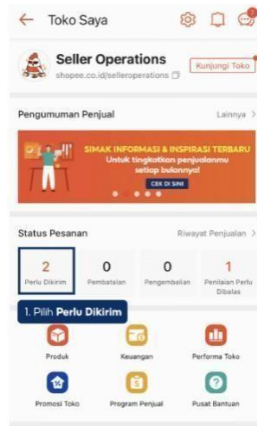 Toko Saya
Seller Operations
shopee.co.id/selleroperations
Kunjungi Toko
Pengumuman Penjual
Lainnya >
SIMAK INFORMASI & INSPIRASI TERBARU
Untuk tingkatkan penjualanmu
setiap bulannya!
CEK DI SINI
Status Pesanan
Riwayat Penjualan >
2
0
0
1
Perlu Dikirim
Pembatalan
Pengembalian
Penilaian Perlu
Dibalas
1. Pilih Perlu Dikirim
Produk
Keuangan
Performa Toko
Promosi Toko
Program Penjual
Pusat Bantuan